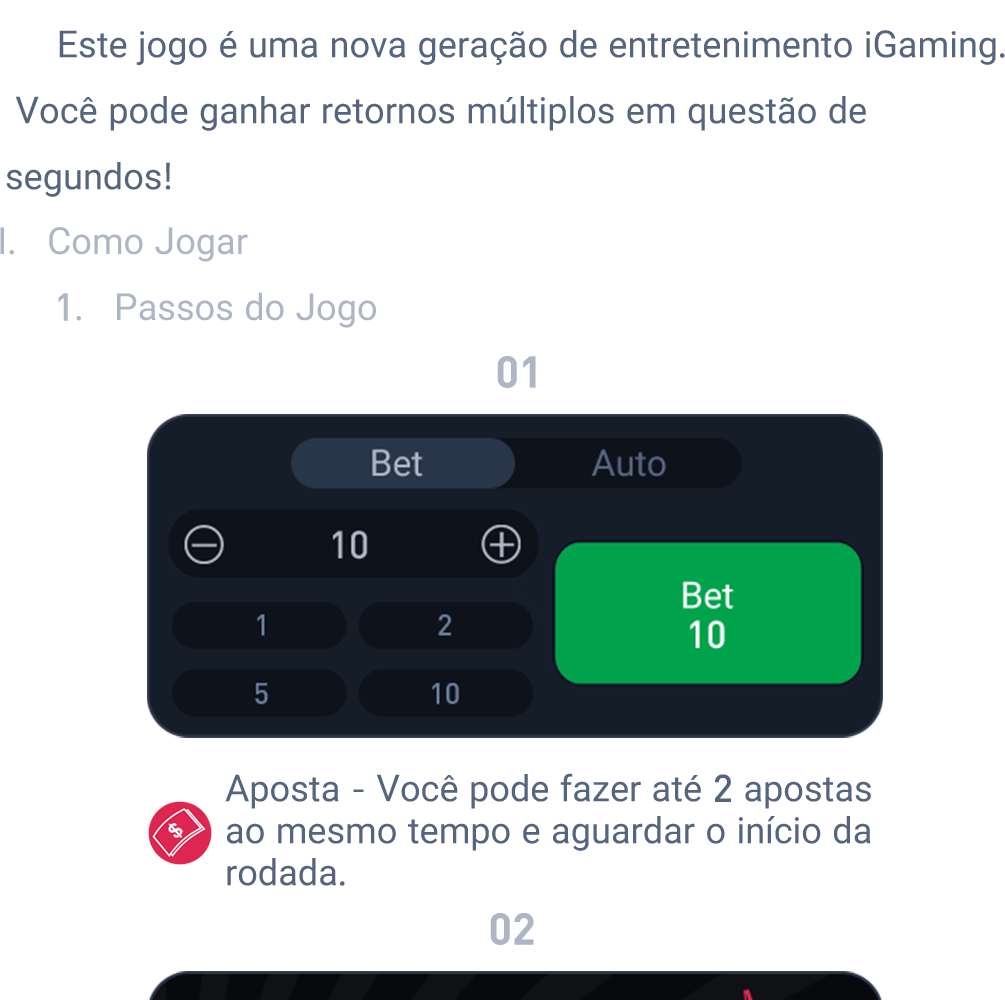 Este jogo é uma nova geração de entretenimento iGaming.
Você pode ganhar retornos múltiplos em questão de
segundos!
I. Como Jogar
1. Passos do Jogo
01
Bet Auto
10
Bet
10
1 2
5 10
Aposta - Você pode fazer até 2 apostas
ao mesmo tempo e aguardar o início da
rodada.
02